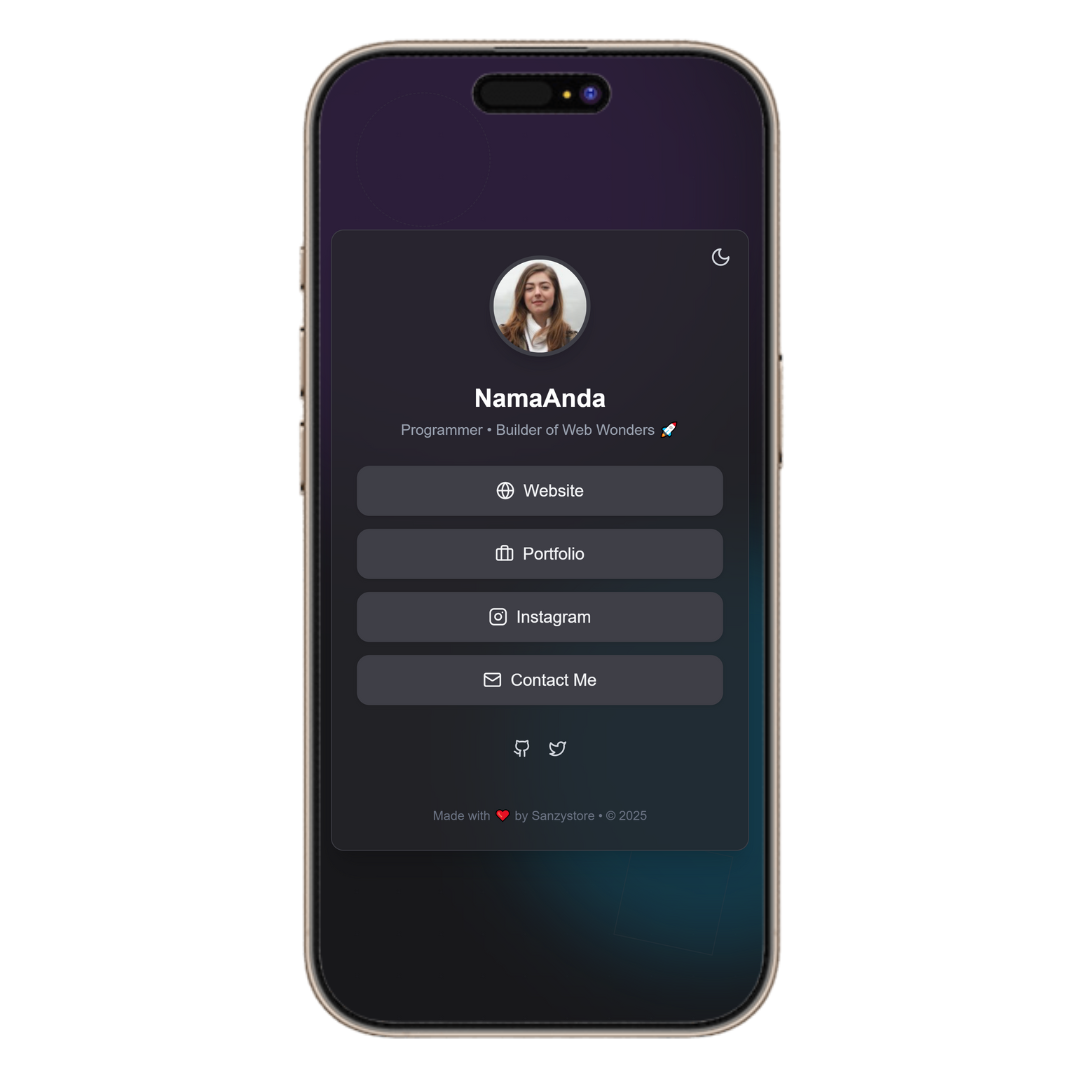 NamaAnda
Programmer • Builder of Web Wonders 🚀
Website
Portfolio
Instagram
Contact Me
Made with ❤️ by Sanzystore • © 2025